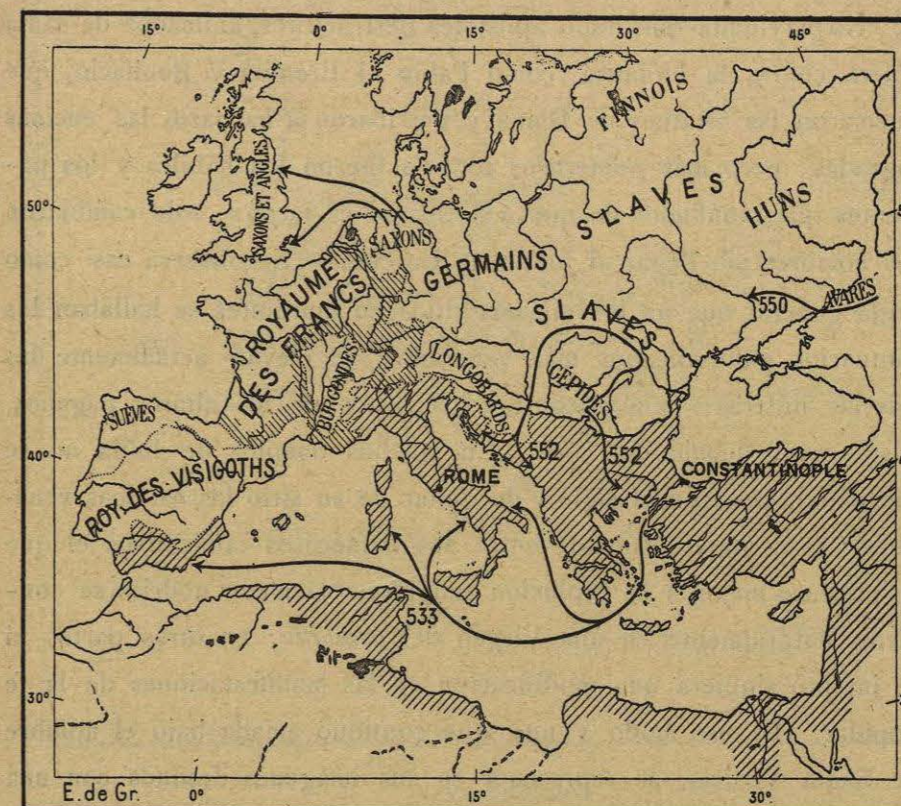 15° 0° 30° 45°
FINNOIS
50° SAXONS ET ANGLES SLAVES HUNS
SAXONS
ROYAUME DES FRANCS
GERMAINS
SLAVES
550 AVARES
BURGONDES
LONGOBARDS
GÉPIDES
SUÈVES
40° ROY. DES VISIGOTHS
ROME
552
552
CONSTANTINOPLE
533
30°
E. de Gr. 0° 15° 30°